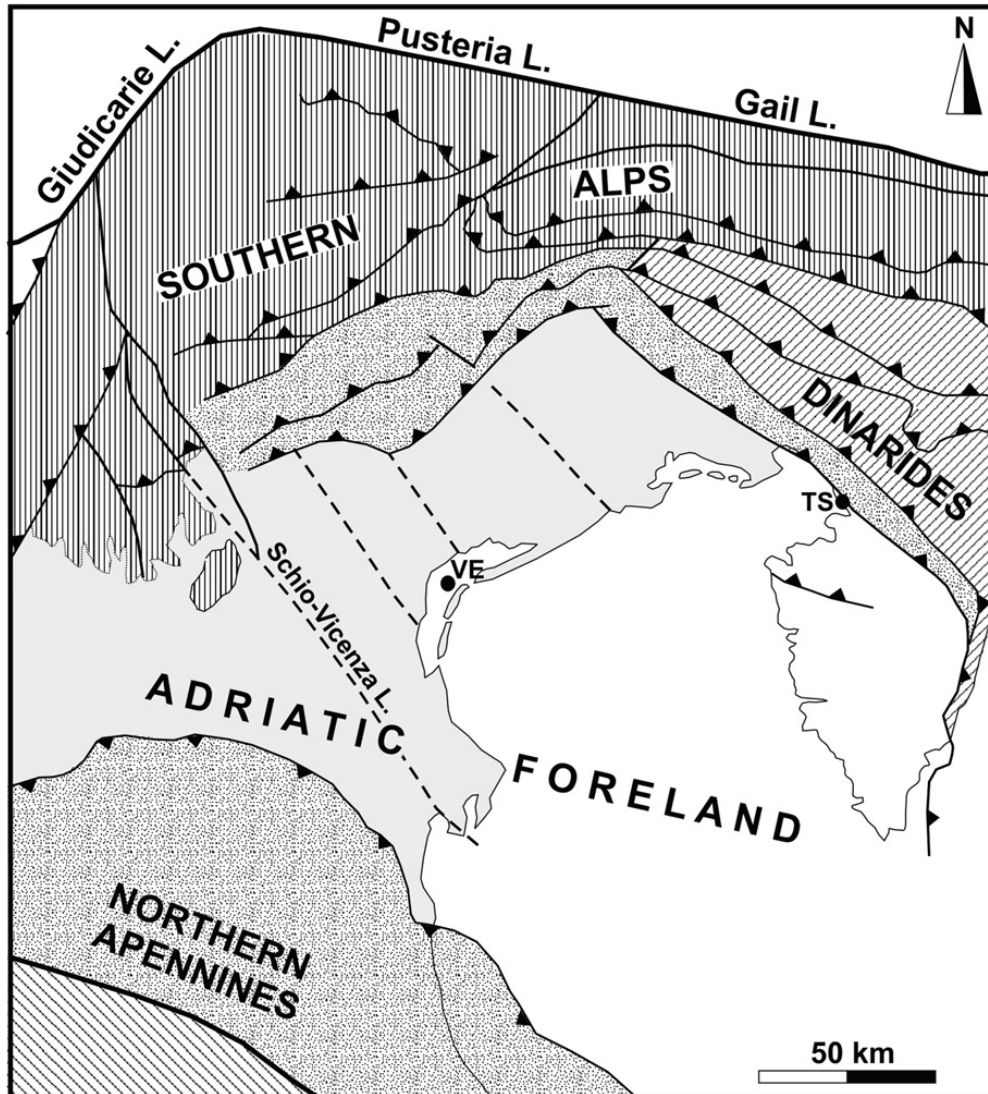 N
Pusteria L.
Giudicarie L.
Gail L.
ALPS
SOUTHERN
DINARIDES
TS
VE
Schio-Vicenza L.
ADRIATIC
FORELAND
NORTHERN
APENNINES
50 km